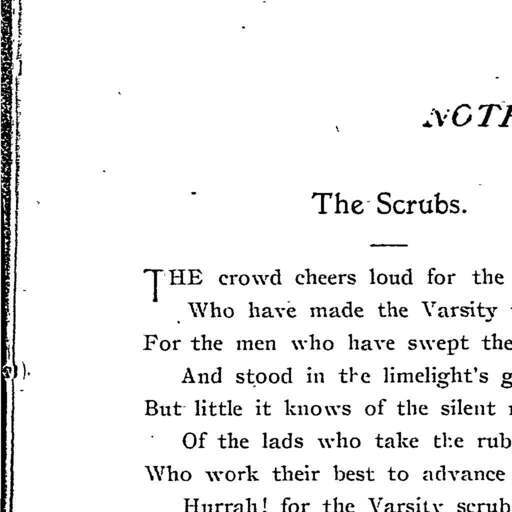 The Scrubs.
THE crowd cheers loud for the
Who have made the Varsity
For the men who have swept the
And stood in the limelight's
But little it knows of the silent
Of the lads who take the rub
Who work their best to advance
Hurrah! for the Varsity scrub